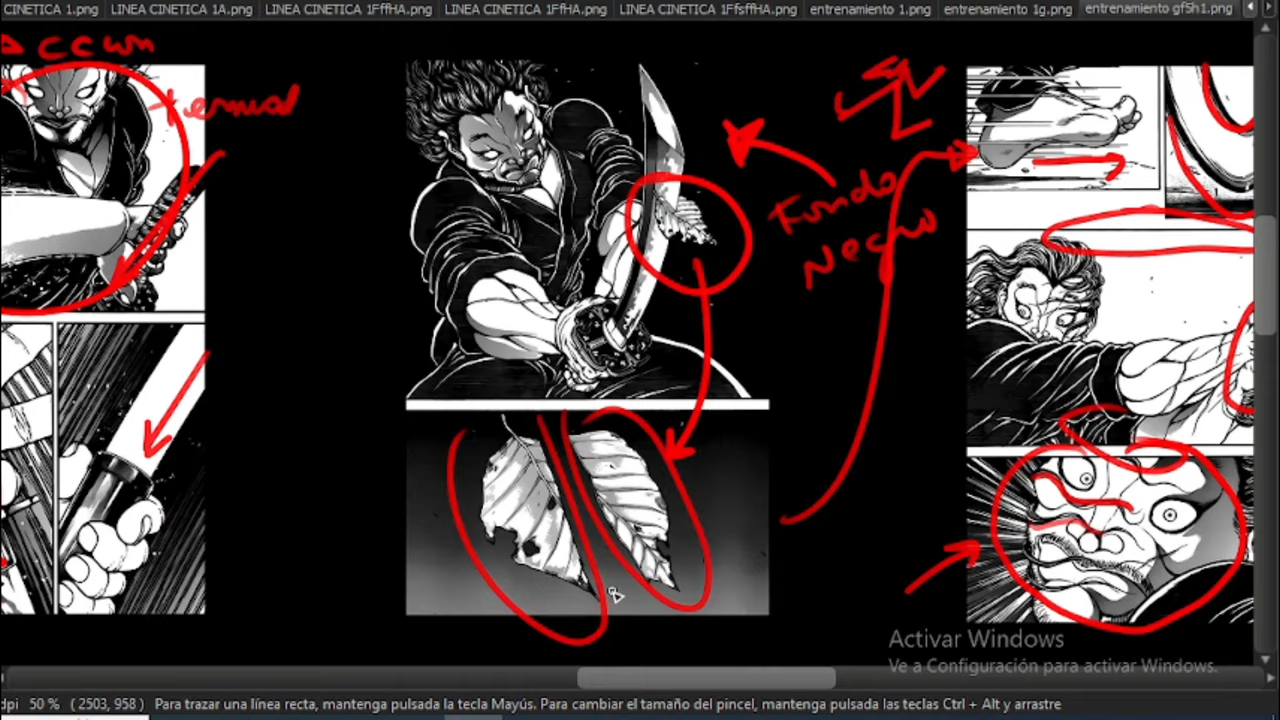 CINETICA 1.png
LINEA CINETICA 1A.png
LINEA CINETICA 1FffHA.png
LINEA CINETICA 1FfHA.png
LINEA CINETICA 1FfsffHA.png
entrenamiento 1.png
entrenamiento 1g.png
entrenamiento gf5h1.png
Fondo
Negro
Activar Windows
Ve a Configuración para activar Windows.
dpi 50 % ( 2503, 958 ) Para trazar una línea recta, mantenga pulsada la tecla Mayús. Para cambiar el tamaño del pincel, mantenga pulsadas las teclas Ctrl + Alt y arrastre